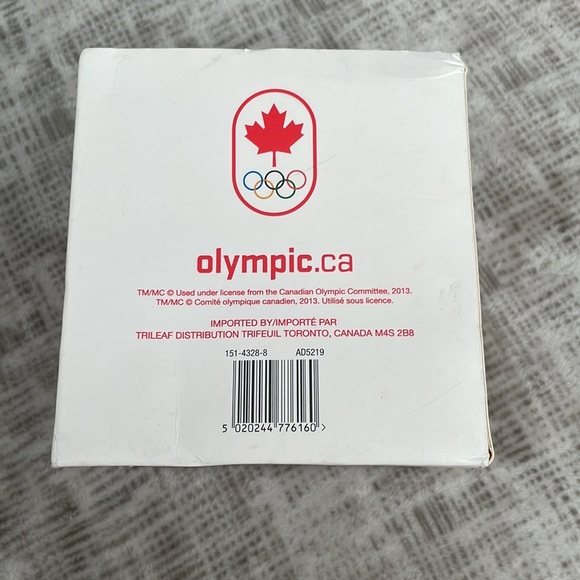 olympic.ca
TM/MC © Used under license from the Canadian Olympic Committee, 2013.
TM/MC © Comité olympique canadien, 2013. Utilisé sous licence.
IMPORTED BY/IMPORTÉ PAR
TRILEAF DISTRIBUTION TRIFEUIL TORONTO, CANADA M4S 2B8
151-4328-8 AD5219
5 020244 776160 >